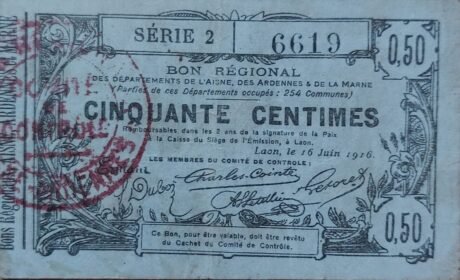 SÉRIE 2
6619
0,50
BON RÉGIONAL
DES DÉPARTEMENTS DE L'AISNE, DES ARDENNES & DE LA MARNE
(Parties de ces Départements occupés : 254 Communes)
CINQUANTE CENTIMES
Remboursables dans les 2 ans de la signature de la Paix
à la Caisse du Siège de l'Émission, à Laon.
Laon, le 16 Juin 1916.
LES MEMBRES DU COMITÉ DE CONTROLE :
Charles-Cointe
0,50
Ce Bon, pour être valable, doit être revêtu
du Cachet du Comité de Contrôle.